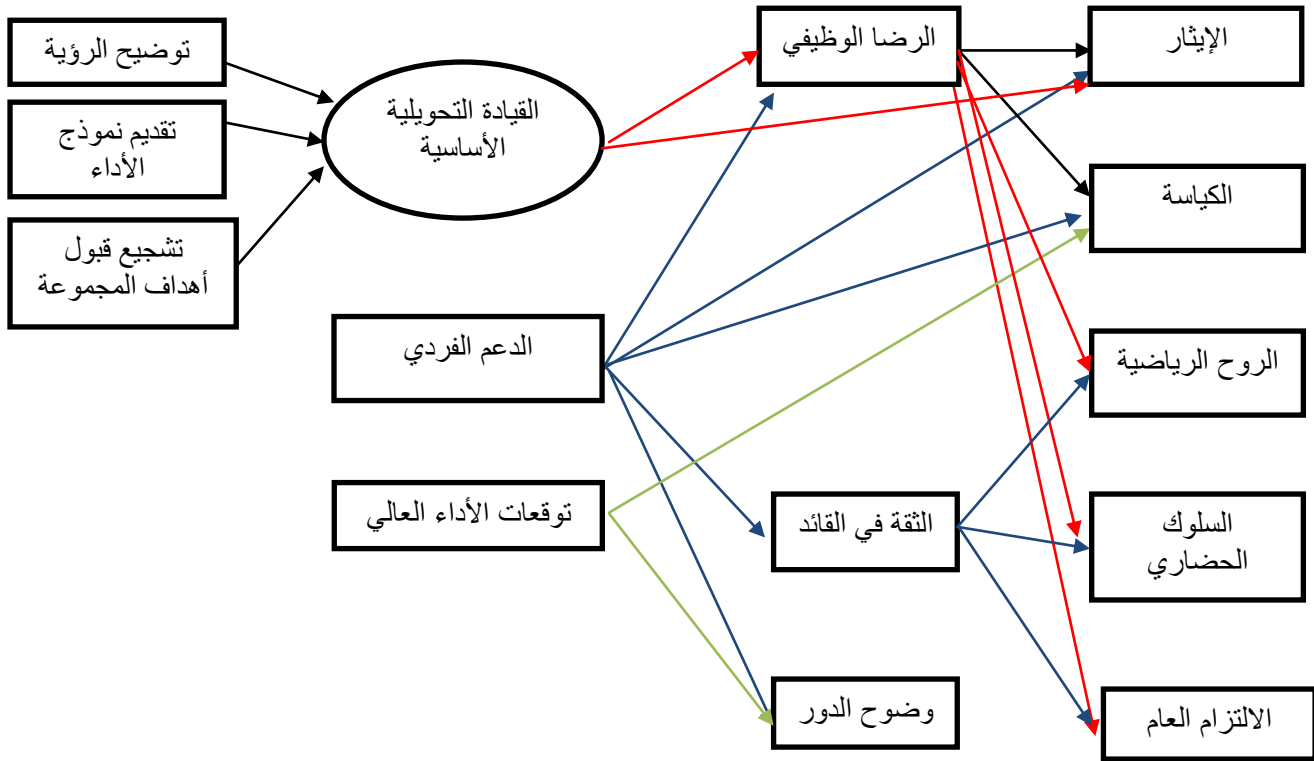 توضيح الرؤية
تقديم نموذج
الأداء
تشجيع قبول
أهداف المجموعة
القيادة التحويلية
الأساسية
الدعم الفردي
توقعات الأداء العالي
الرضا الوظيفي
الثقة في القائد
وضوح الدور
الإيثار
الكياسة
الروح الرياضية
السلوك
الحضاري
الالتزام العام